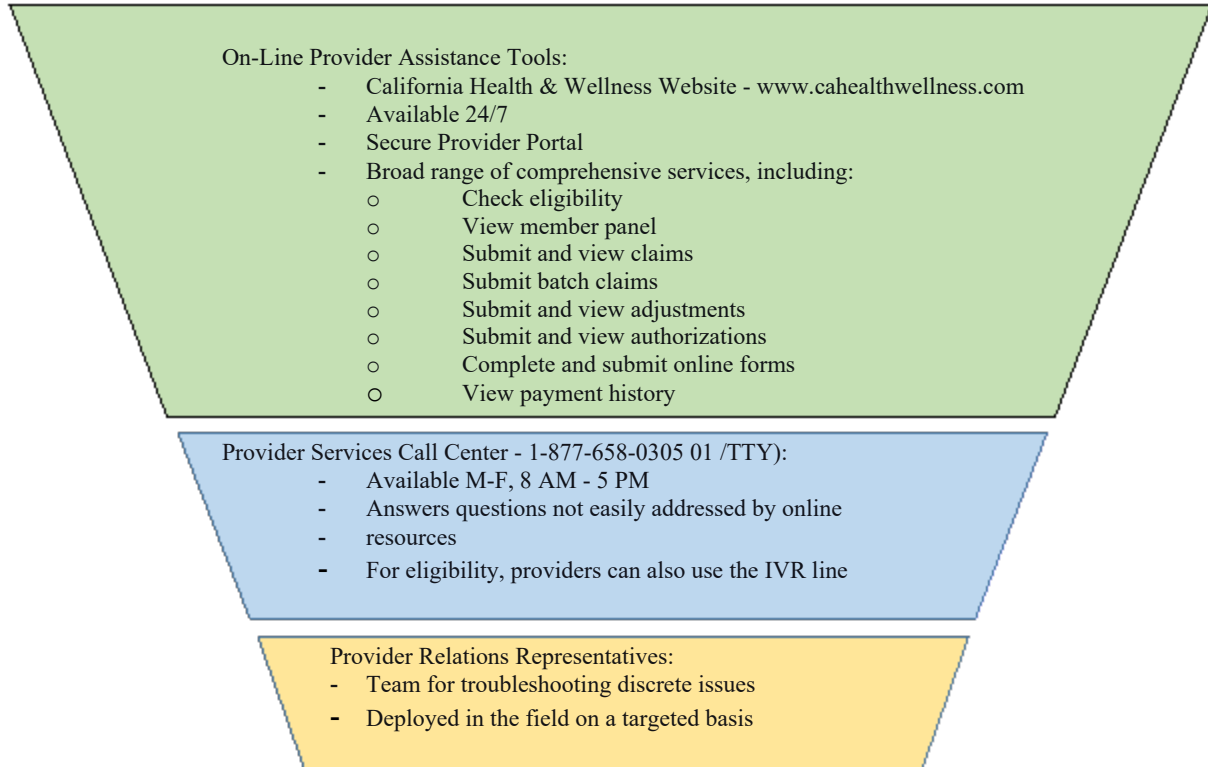 On-Line Provider Assistance Tools:
- California Health & Wellness Website - www.cahealthwellness.com
- Available 24/7
- Secure Provider Portal
- Broad range of comprehensive services, including:
o Check eligibility
o View member panel
o Submit and view claims
o Submit batch claims
o Submit and view adjustments
o Submit and view authorizations
o Complete and submit online forms
o View payment history
Provider Services Call Center - 1-877-658-0305 01 /TTY):
- Available M-F, 8 AM - 5 PM
- Answers questions not easily addressed by online
- resources
- For eligibility, providers can also use the IVR line
Provider Relations Representatives:
- Team for troubleshooting discrete issues
- Deployed in the field on a targeted basis